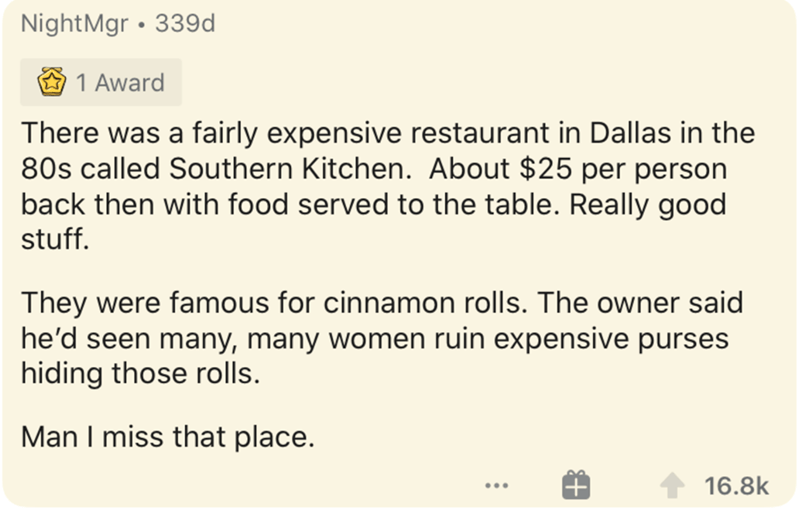 NightMgr • 339d
1 Award
There was a fairly expensive restaurant in Dallas in the
80s called Southern Kitchen.  About $25 per person
back then with food served to the table. Really good
stuff.
They were famous for cinnamon rolls. The owner said
he’d seen many, many women ruin expensive purses
hiding those rolls.
Man I miss that place.
16.8k